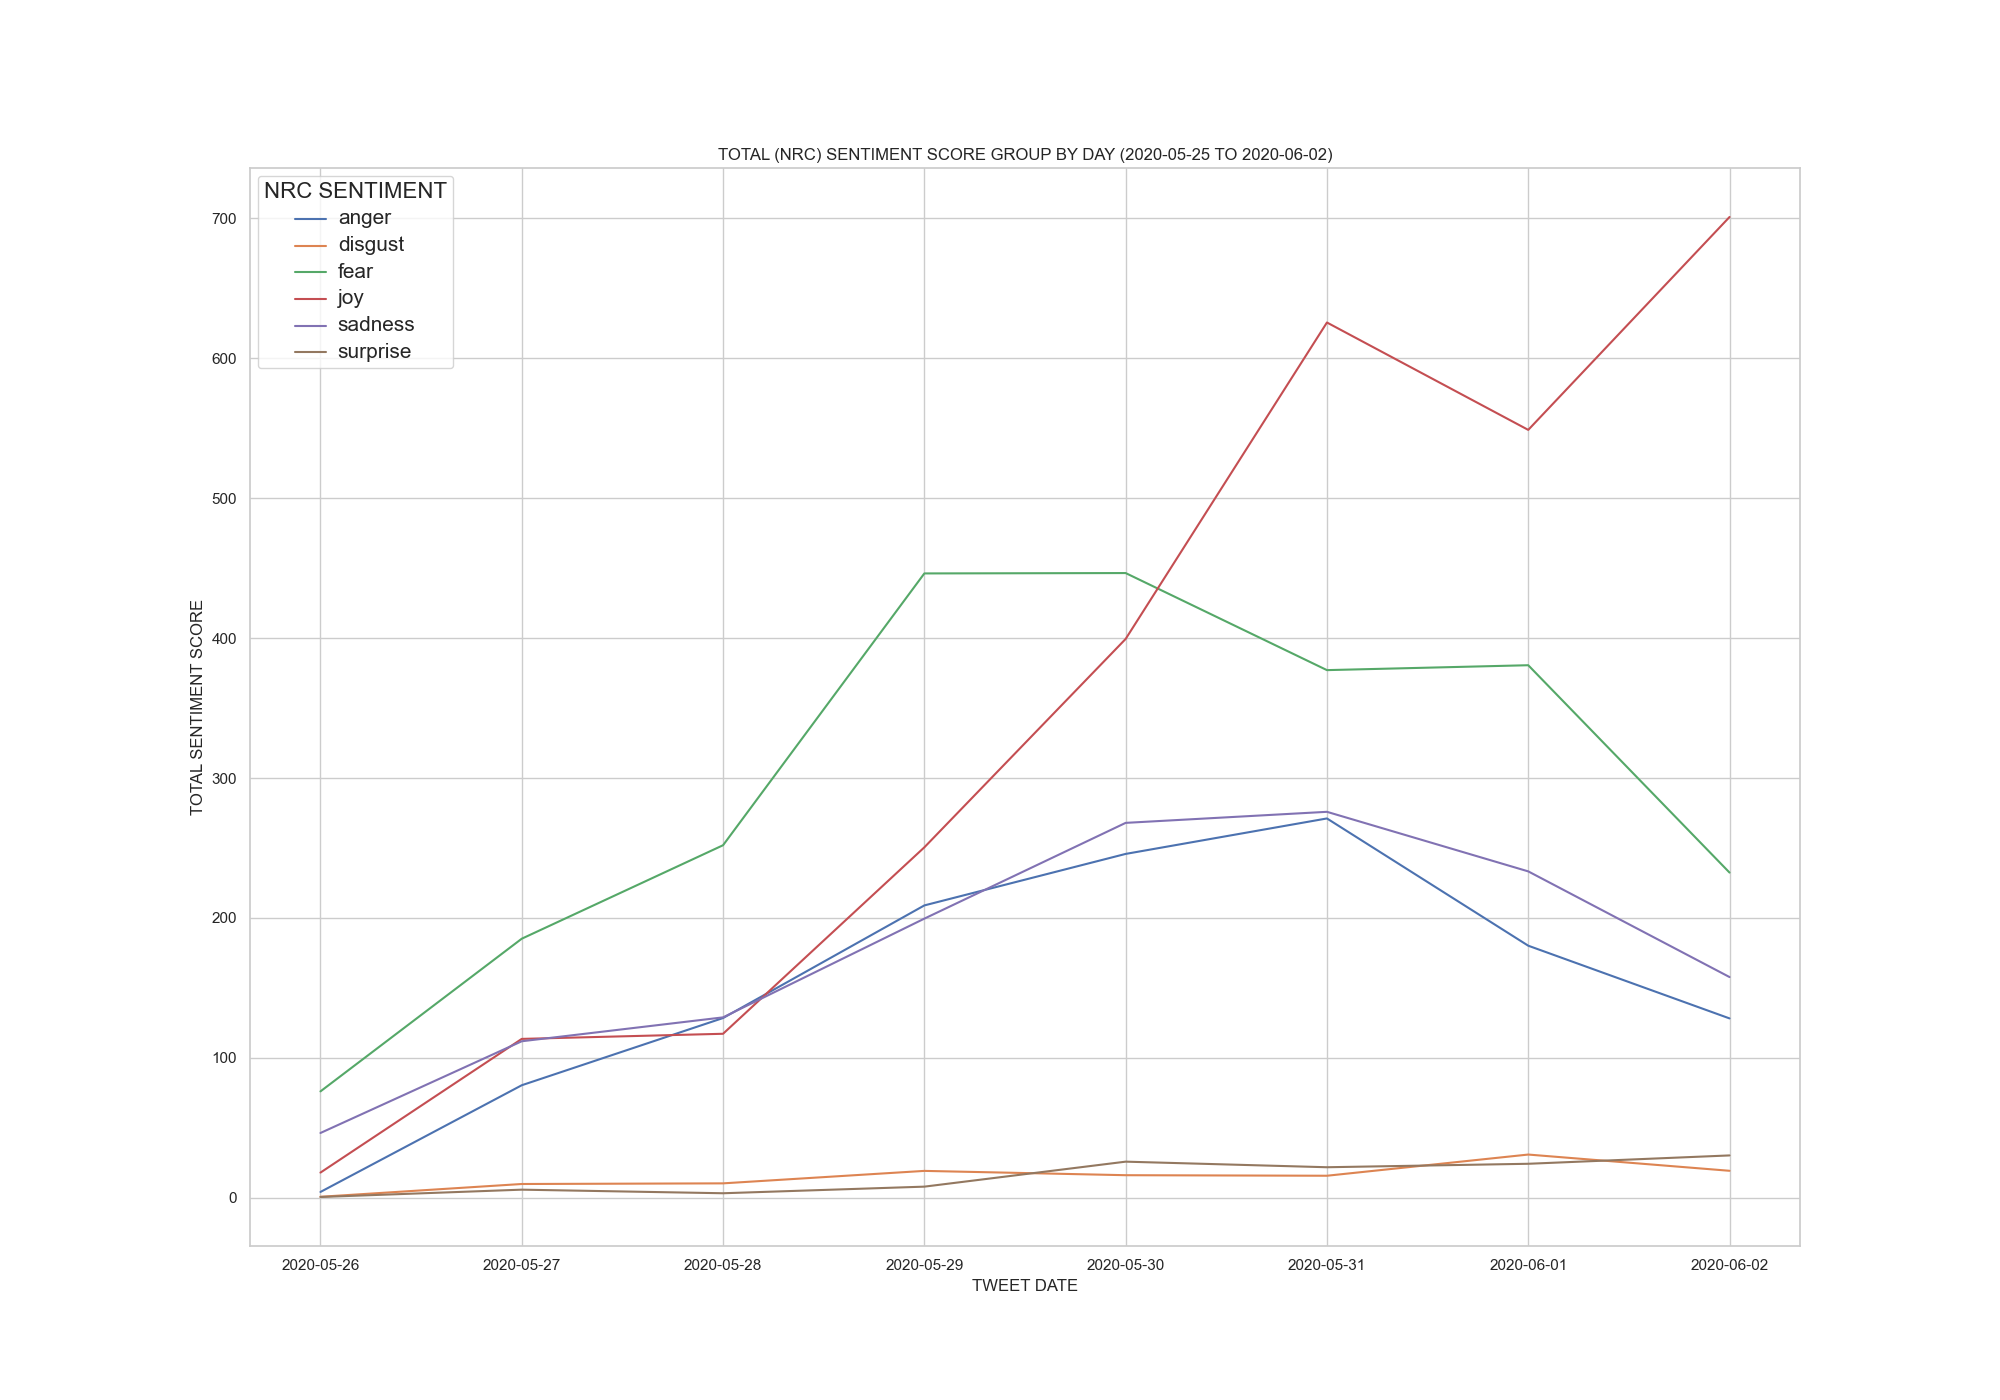 TOTAL (NRC) SENTIMENT SCORE GROUP BY DAY (2020-05-25 TO 2020-06-02)
NRC SENTIMENT
anger
disgust
fear
joy
sadness
surprise
TOTAL SENTIMENT SCORE
700
600
500
400
300
200
100
0
2020-05-26 2020-05-27 2020-05-28 2020-05-29 2020-05-30 2020-05-31 2020-06-01 2020-06-02
TWEET DATE